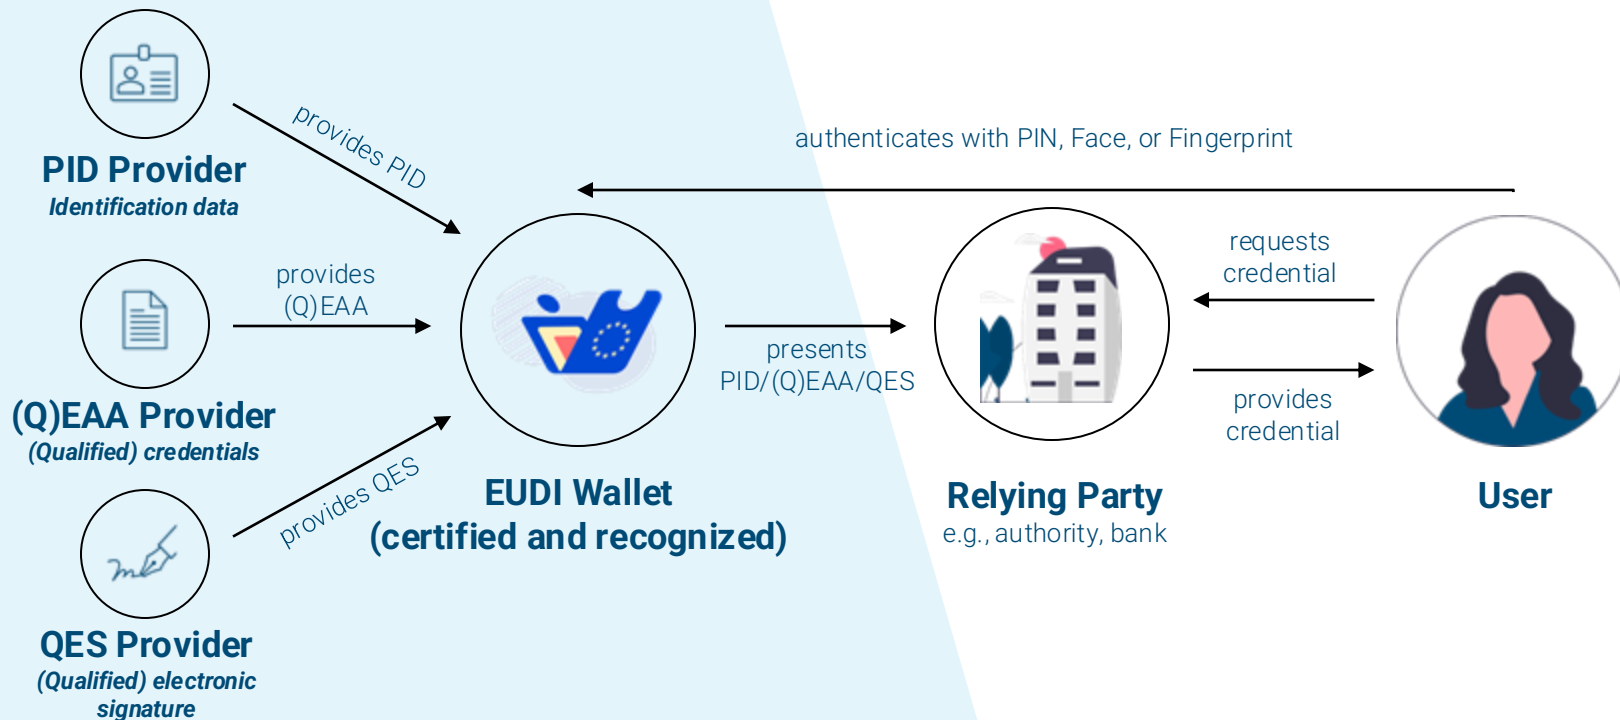 provides PID
PID Provider
Identification data
authenticates with PIN, Face, or Fingerprint
requests
credential
provides
(Q)EAA
presents
PID/(Q)EAA/QES
provides
credential
(Q)EAA Provider
(Qualified) credentials
provides QES
EUDI Wallet
(certified and recognized)
Relying Party
e.g., authority, bank
User
QES Provider
(Qualified) electronic
signature